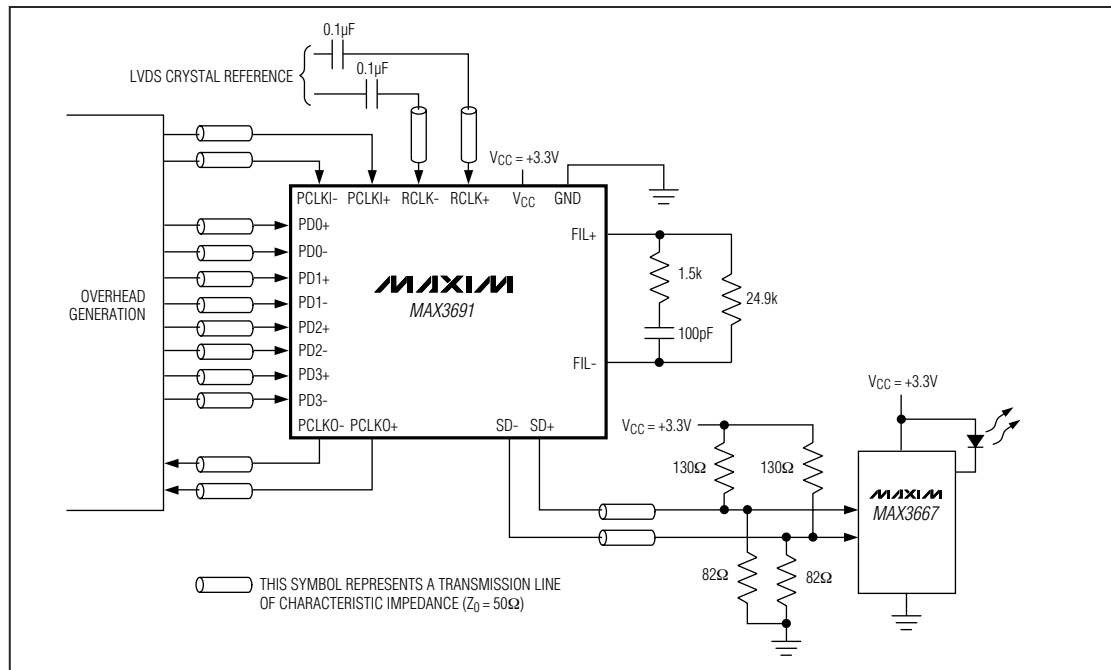 0.1µF
LVDS CRYSTAL REFERENCE
0.1µF
VCC = +3.3V
PCLKI- PCLKI+ RCLK- RCLK+ VCC GND
PD0+
PD0-
PD1+
PD1-
PD2+
PD2-
PD3+
PD3-
OVERHEAD
GENERATION
MAXIM
MAX3691
FIL+
1.5k
24.9k
100pF
FIL-
PCLKO- PCLKO+ SD- SD+
VCC = +3.3V
VCC = +3.3V
130Ω 130Ω
MAXIM
MAX3667
82Ω 82Ω
THIS SYMBOL REPRESENTS A TRANSMISSION LINE
OF CHARACTERISTIC IMPEDANCE (Z0 = 50Ω)